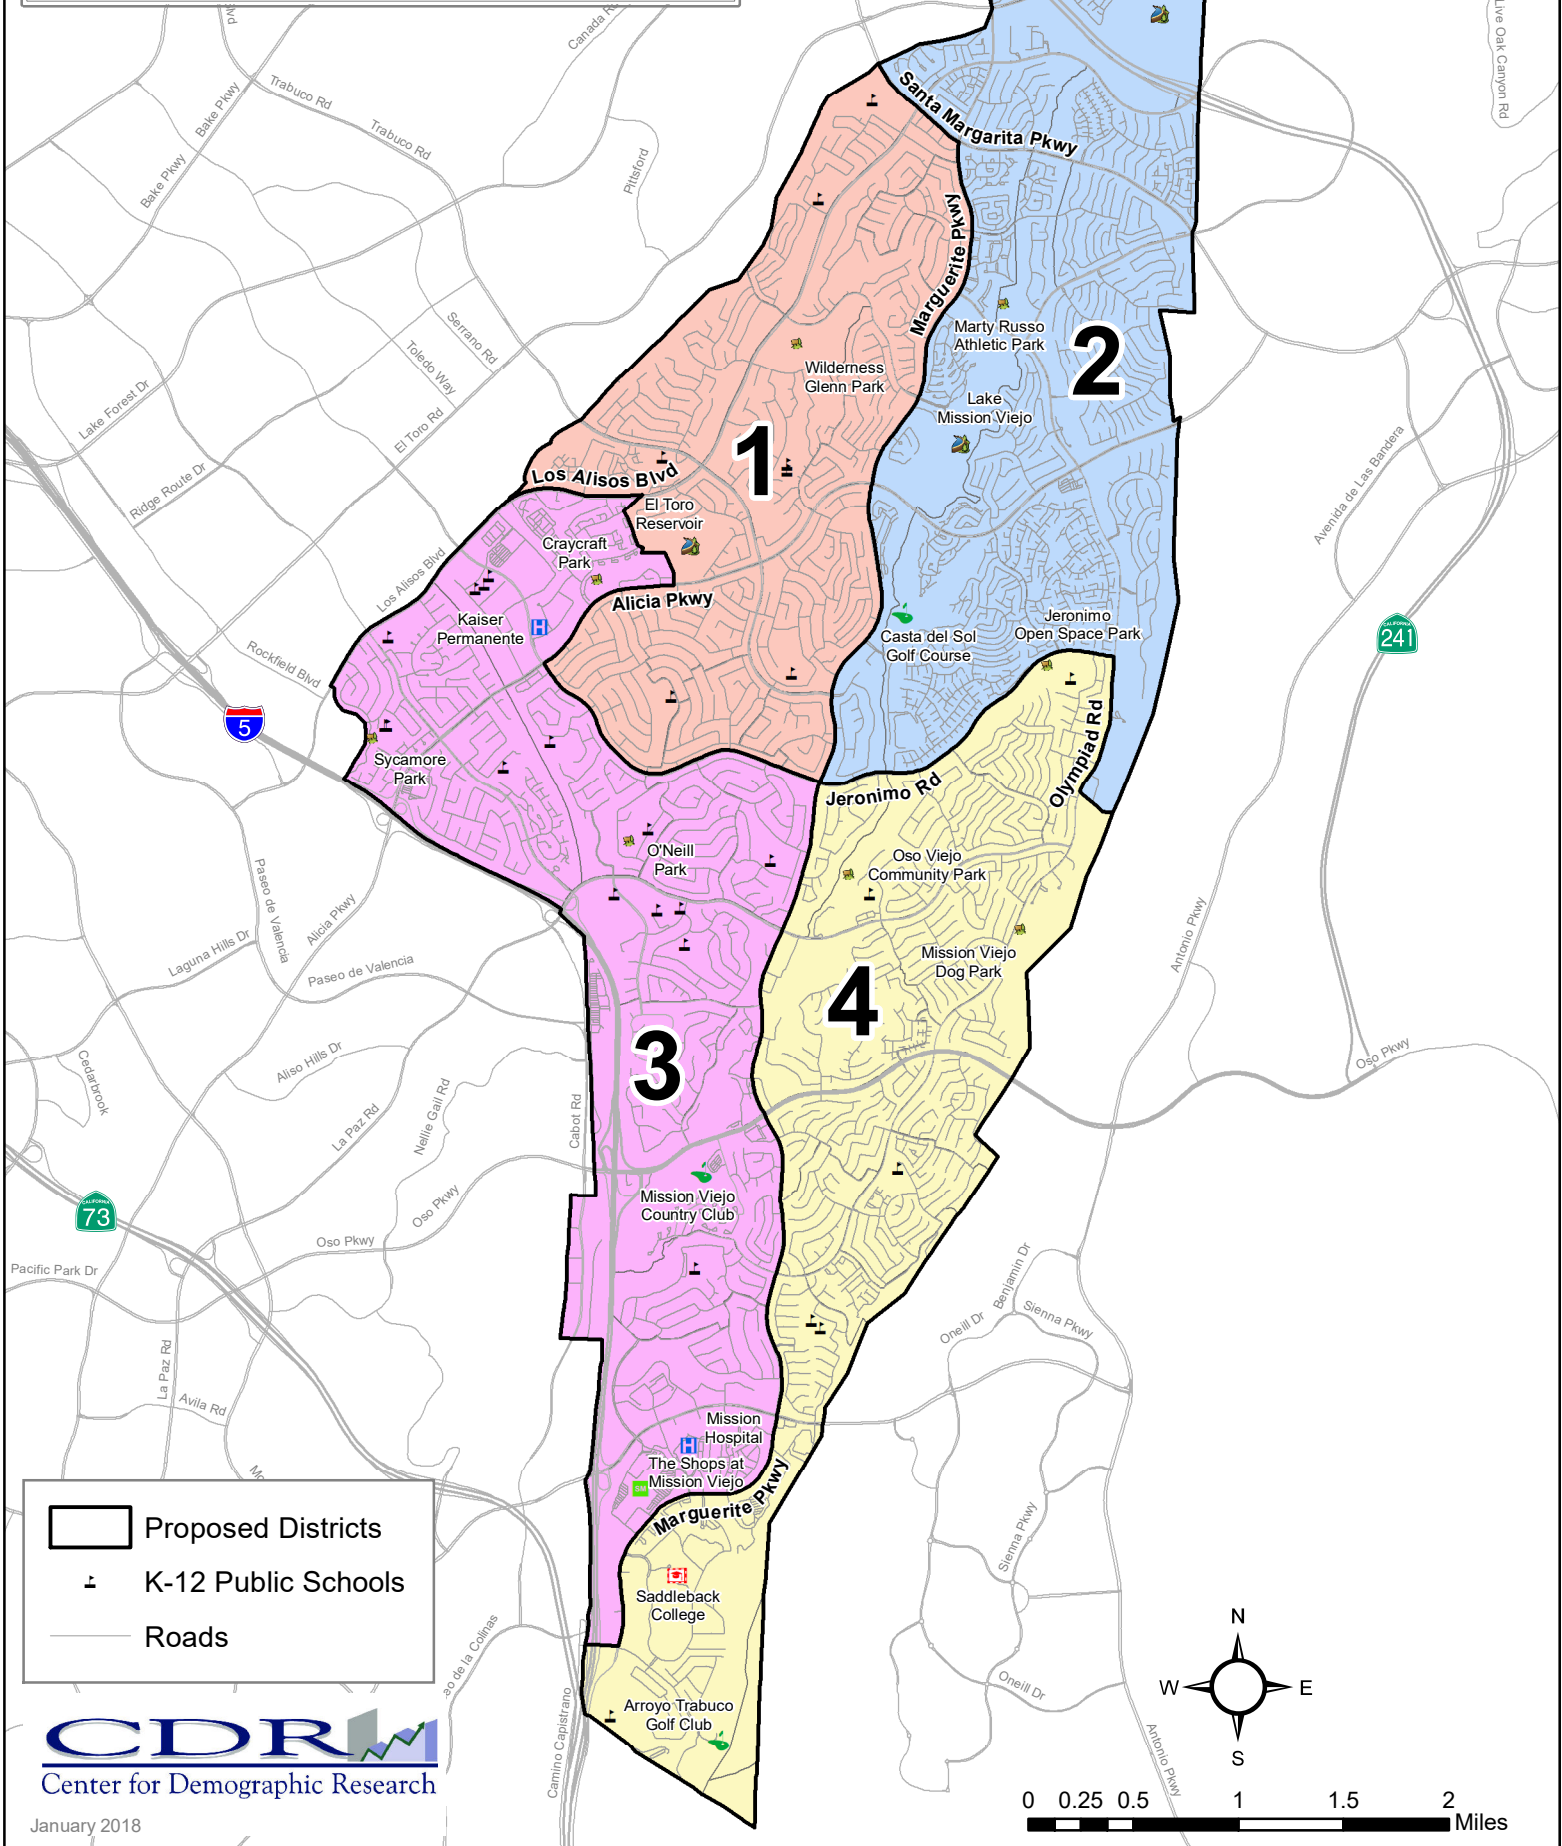 Canada Rd
Live Oak Canyon Rd
Trabuco Rd
Bake Pkwy
Santa Margarita Pkwy
Trabuco Rd
Bake Pkwy
Pittsford
Marguerite Pkwy
Serrano Rd
Toledo Way
Marty Russo
Athletic Park
2
Wilderness
Glenn Park
Lake Forest Dr
El Toro Rd
Lake
Mission Viejo
1
Ridge Route Dr
Los Alisos Blvd
Avenida de Las Bandera
El Toro
Reservoir
Craycraft
Park
Los Alisos Blvd
Alicia Pkwy
Kaiser
Permanente
Jeronimo
Open Space Park
CALIFORNIA
241
Casta del Sol
Golf Course
Rockfield Blvd
5
Olympiad Rd
Sycamore
Park
Jeronimo Rd
O'Neill
Park
Oso Viejo
Community Park
Paseo de Valencia
Alicia Pkwy
Antonio Pkwy
Laguna Hills Dr
Mission Viejo
Dog Park
Paseo de Valencia
4
3
Oso Pkwy
Aliso Hills Dr
Cedarbrook
La Paz Rd
Nellie Gail Rd
Cabot Rd
CALIFORNIA
73
Oso Pkwy
Mission Viejo
Country Club
Oso Pkwy
Pacific Park Dr
Benjamin Dr
Oneill Dr
Sienna Pkwy
La Paz Rd
Avila Rd
Mission
Hospital
The Shops at
Mission Viejo
SM
Marguerite Pkwy
Sienna Pkwy
Proposed Districts
K-12 Public Schools
Roads
Saddleback
College
Oneill Dr
Arroyo Trabuco
Golf Club
Camino Capistrano
Antonio Pkwy
N
W
E
S
CDR
Center for Demographic Research
January 2018
0 0.25 0.5 1 1.5 2
Miles